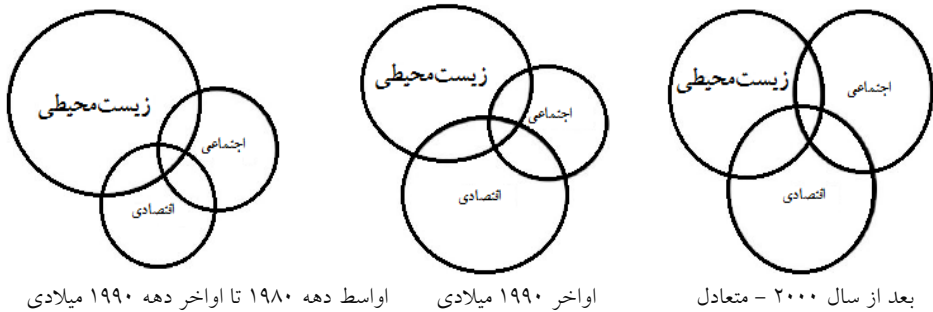 زیست‌محیطی
اجتماعی
اقتصادی
بعد از سال ۲۰۰۰ - متعادل
زیست‌محیطی
اجتماعی
اقتصادی
اواخر ۱۹۹۰ میلادی
زیست‌محیطی
اجتماعی
اقتصادی
اواسط دهه ۱۹۸۰ تا اواخر دهه ۱۹۹۰ میلادی